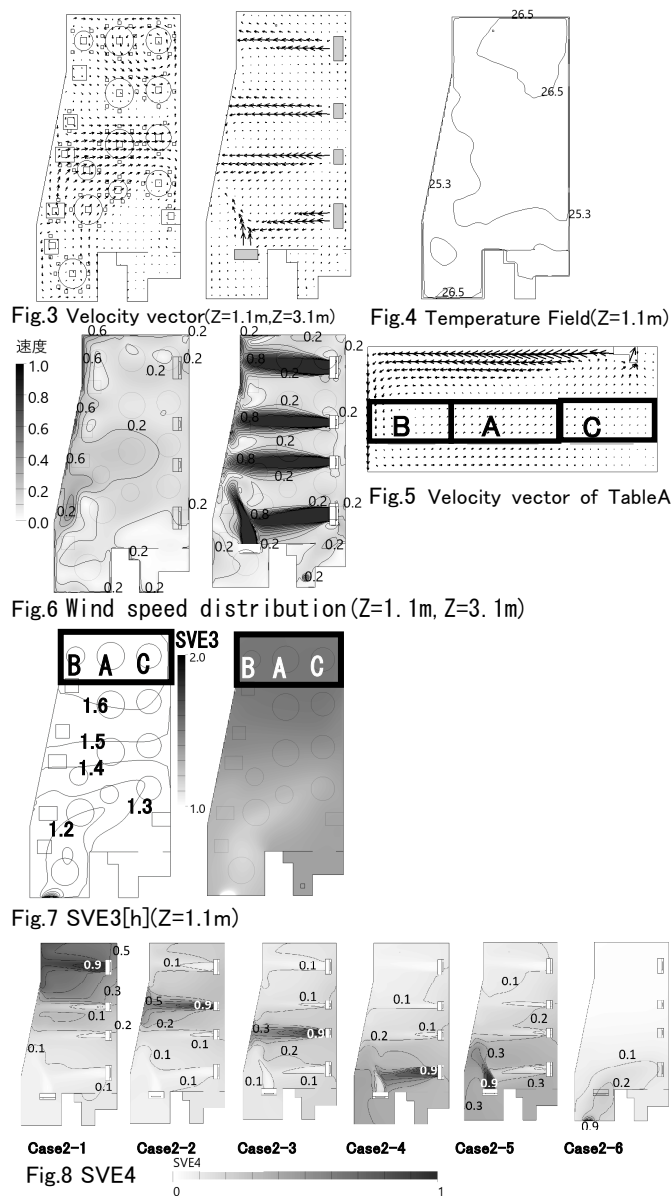 26.5
26.5
25.3
25.3
26.5
Fig.3 Velocity vector(Z=1.1m,Z=3.1m)
Fig.4 Temperature Field(Z=1.1m)
速度
1.0
0.8
0.6
0.4
0.2
0.0
0.6 0.2 0.2 0.2
0.6 0.8 0.2
0.2
0.6 0.2 0.2
0.6 0.8 0.2
0.2 0.2 0.8 0.2
0.2 0.2 0.2
0.2 0.2 0.2
B A C
Fig.5 Velocity vector of TableA
Fig.6 Wind speed distribution(Z=1.1m,Z=3.1m)
SVE3
2.0
1.0
B A C
B A C
1.6
1.5
1.4
1.3
1.2
Fig.7 SVE3[h](Z=1.1m)
0.5 0.9 0.3 0.1 0.2 0.1 0.1
0.1 0.5 0.9 0.2 0.1 0.1 0.1
0.1 0.1 0.3 0.9 0.2 0.1 0.1
0.1 0.2 0.1 0.9
0.1 0.2 0.3 0.9 0.3 0.3
0.1 0.2 0.9
Case2-1 Case2-2 Case2-3 Case2-4 Case2-5 Case2-6
Fig.8 SVE4
SVE4
0 1